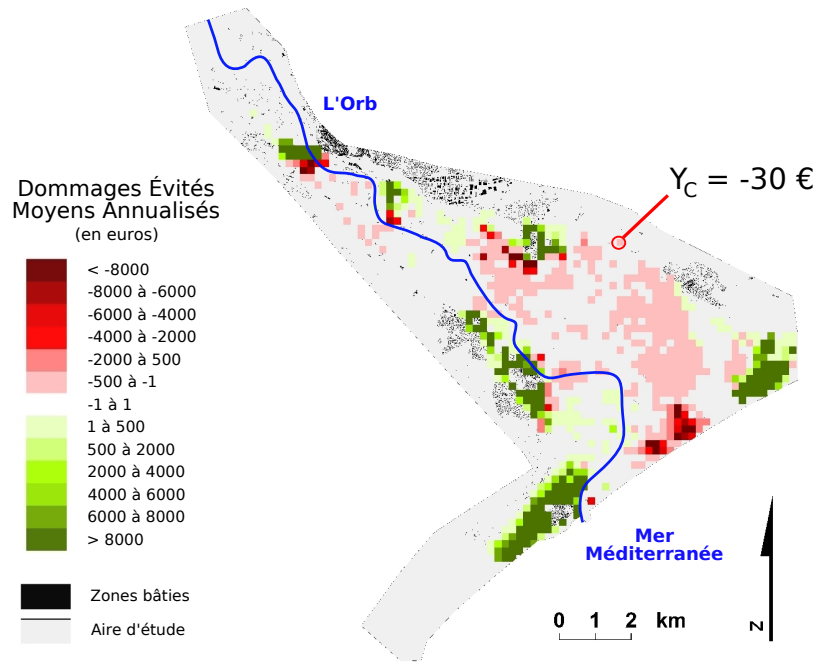 L'Orb
Y_C = -30 €
Dommages Évités
Moyens Annualisés
(en euros)
< -8000
-8000 à -6000
-6000 à -4000
-4000 à -2000
-2000 à 500
-500 à -1
-1 à 1
1 à 500
500 à 2000
2000 à 4000
4000 à 6000
6000 à 8000
> 8000
Zones bâties
Aire d'étude
Mer
Méditerranée
0 1 2 km
N